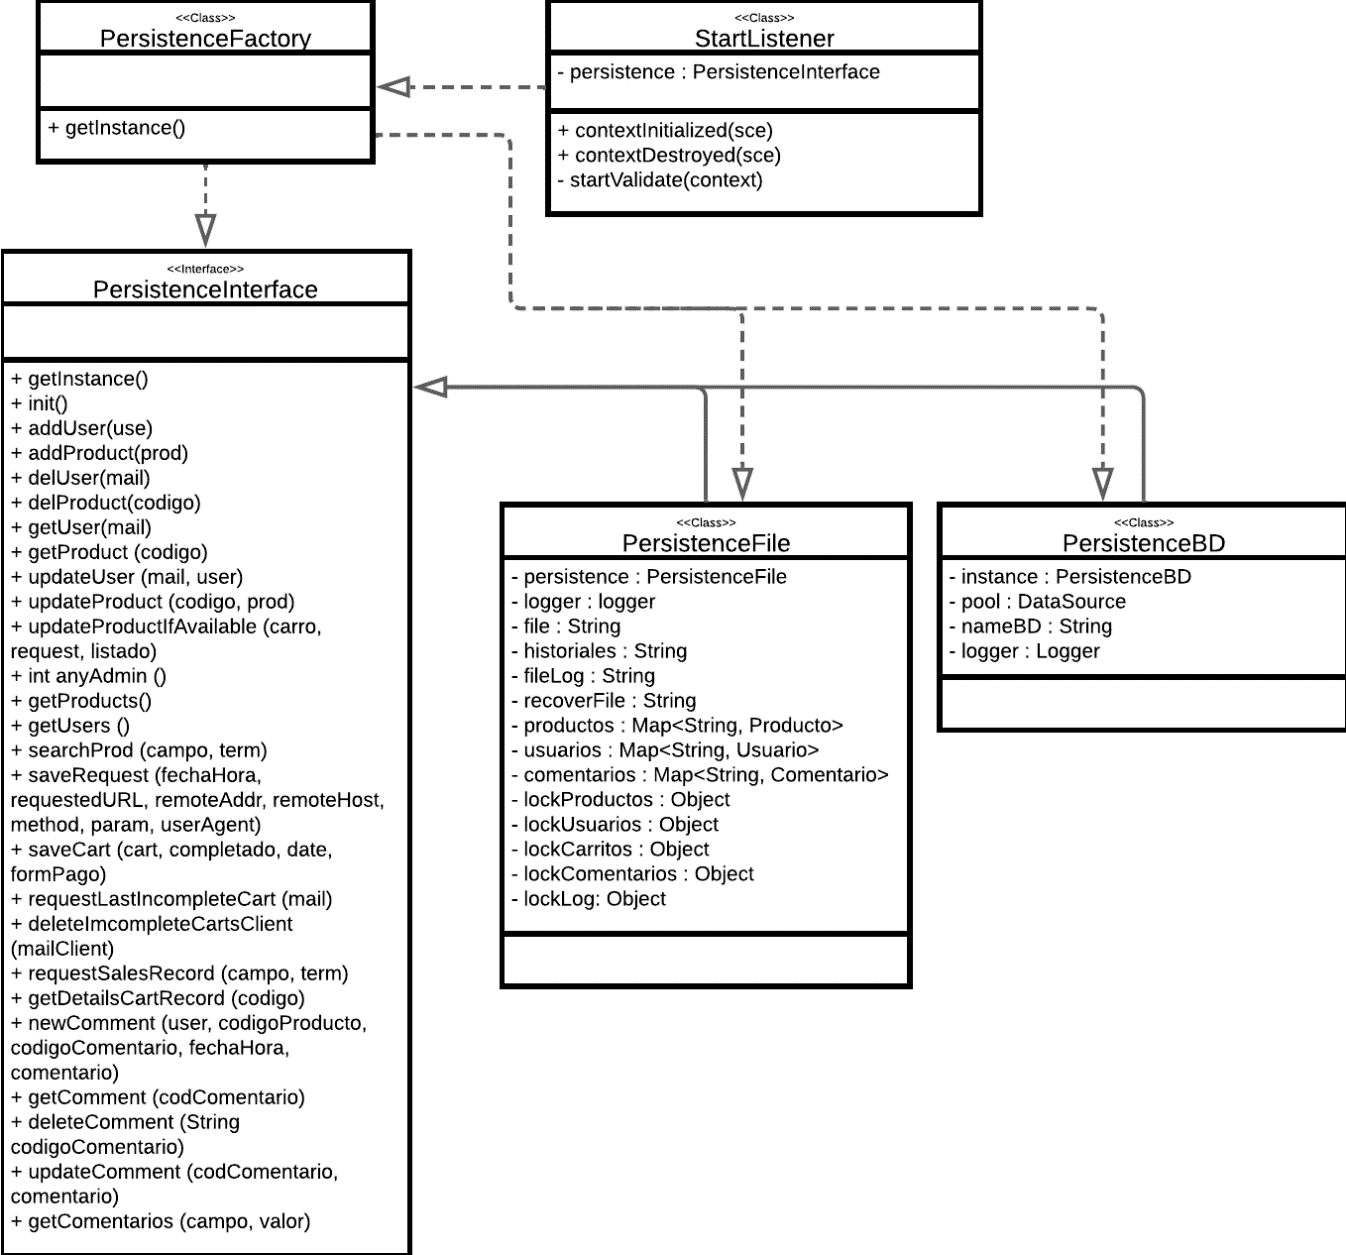 <<Class>>
PersistenceFactory
+ getInstance()
<<Class>>
StartListener
- persistence : PersistenceInterface
+ contextInitialized(sce)
+ contextDestroyed(sce)
- startValidate(context)
<<Interface>>
PersistenceInterface
+ getInstance()
+ init()
+ addUser(use)
+ addProduct(prod)
+ delUser(mail)
+ delProduct(codigo)
+ getUser(mail)
+ getProduct (codigo)
+ updateUser (mail, user)
+ updateProduct (codigo, prod)
+ updateProductIfAvailable (carro,
request, listado)
+ int anyAdmin ()
+ getProducts()
+ getUsers ()
+ searchProd (campo, term)
+ saveRequest (fechaHora,
requestedURL, remoteAddr, remoteHost,
method, param, userAgent)
+ saveCart (cart, completado, date,
formPago)
+ requestLastIncompleteCart (mail)
+ deleteImcompleteCartsClient
(mailClient)
+ requestSalesRecord (campo, term)
+ getDetailsCartRecord (codigo)
+ newComment (user, codigoProducto,
codigoComentario, fechaHora,
comentario)
+ getComment (codComentario)
+ deleteComment (String
codigoComentario)
+ updateComment (codComentario,
comentario)
+ getComentarios (campo, valor)
<<Class>>
PersistenceFile
- persistence : PersistenceFile
- logger : logger
- file : String
- historiales : String
- fileLog : String
- recoverFile : String
- productos : Map<String, Producto>
- usuarios : Map<String, Usuario>
- comentarios : Map<String, Comentario>
- lockProductos : Object
- lockUsuarios : Object
- lockCarritos : Object
- lockComentarios : Object
- lockLog: Object
<<Class>>
PersistenceBD
- instance : PersistenceBD
- pool : DataSource
- nameBD : String
- logger : Logger